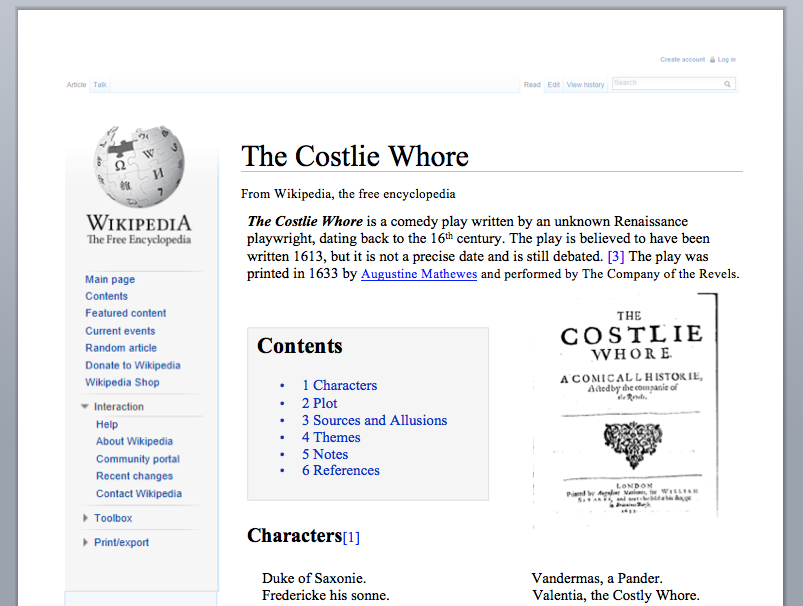 Create account Log in
Article Talk Read Edit View history Search
WIKIPEDIA
The Free Encyclopedia
Main page
Contents
Featured content
Current events
Random article
Donate to Wikipedia
Wikipedia Shop
Interaction
Help
About Wikipedia
Community portal
Recent changes
Contact Wikipedia
Toolbox
Print/export
The Costlie Whore
From Wikipedia, the free encyclopedia
The Costlie Whore is a comedy play written by an unknown Renaissance
playwright, dating back to the 16th century. The play is believed to have been
written 1613, but it is not a precise date and is still debated. [3] The play was
printed in 1633 by Augustine Mathewes and performed by The Company of the Revels.
Contents
• 1 Characters
• 2 Plot
• 3 Sources and Allusions
• 4 Themes
• 5 Notes
• 6 References
THE
COSTLIE
WHORE.
A COMICALL HISTORIE,
Acted by the companie of
the Revels.
LONDON
Printed by Augustine Mathewes, for WILLIAM
1633.
Characters[1]
Duke of Saxonie. Vandermas, a Pander.
Fredericke his sonne. Valentia, the Costly Whore.